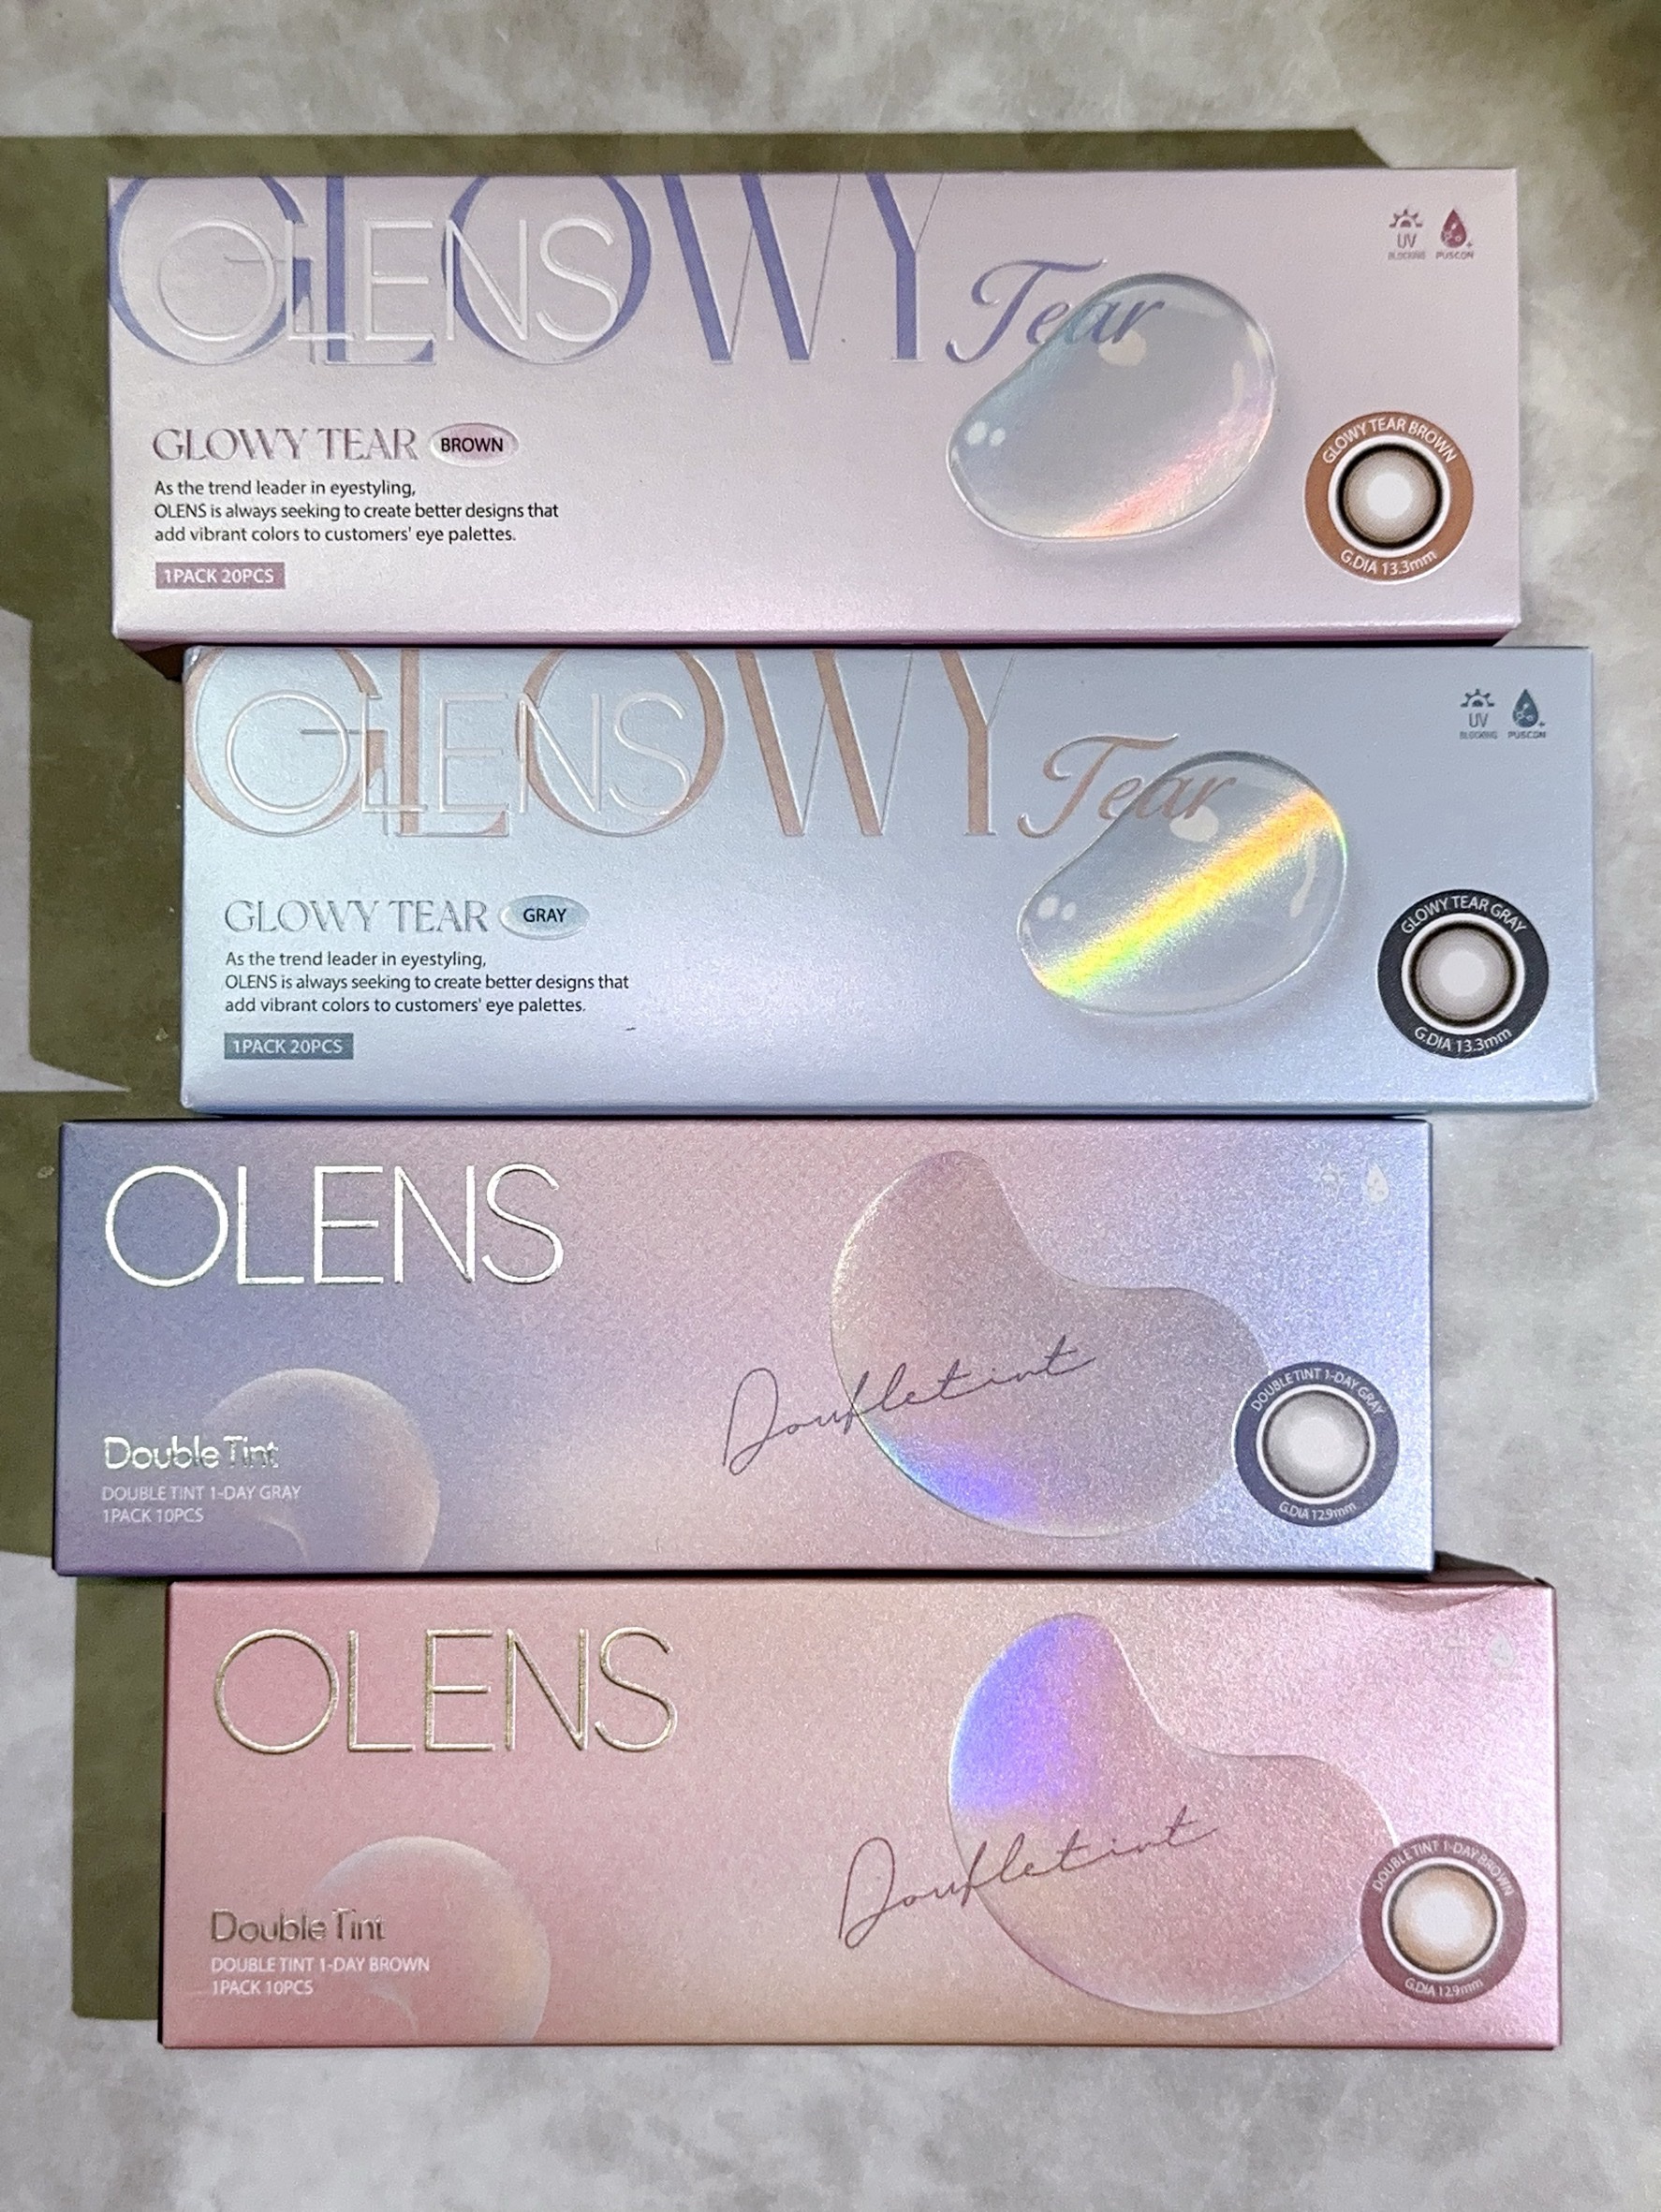 GLOWY Tear
OLENS
UV
BLOCKING
PUSCON
GLOWY TEAR BROWN
As the trend leader in eyestyling,
OLENS is always seeking to create better designs that
add vibrant colors to customers' eye palettes.
1PACK 20PCS
GLOWY TEAR BROWN
G.DIA 13.3mm
GLOWY Tear
OLENS
UV
BLOCKING
PUSCON
GLOWY TEAR GRAY
As the trend leader in eyestyling,
OLENS is always seeking to create better designs that
add vibrant colors to customers' eye palettes.
1PACK 20PCS
GLOWY TEAR GRAY
G.DIA 13.3mm
OLENS
Doubletint
Double Tint
DOUBLE TINT 1-DAY GRAY
1PACK 10PCS
DOUBLE TINT 1-DAY GRAY
G.DIA 12.9mm
OLENS
Doubletint
Double Tint
DOUBLE TINT 1-DAY BROWN
1PACK 10PCS
DOUBLE TINT 1-DAY BROWN
G.DIA 12.9mm